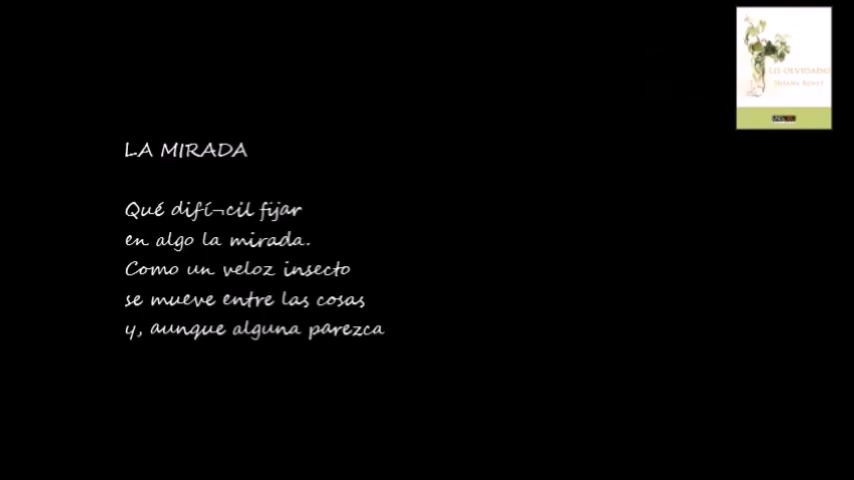 LA MIRADA
Qué difí¬cil fijar
en algo la mirada.
Como un veloz insecto
se mueve entre las cosas
y, aunque alguna parezca